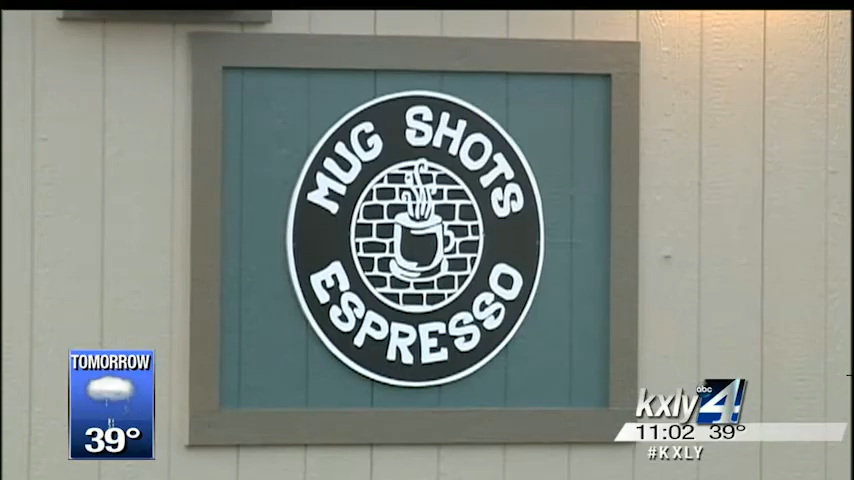 MUG SHOTS
ESPRESSO
TOMORROW
39°
kxly abc 4
11:02 39°
#KXLY